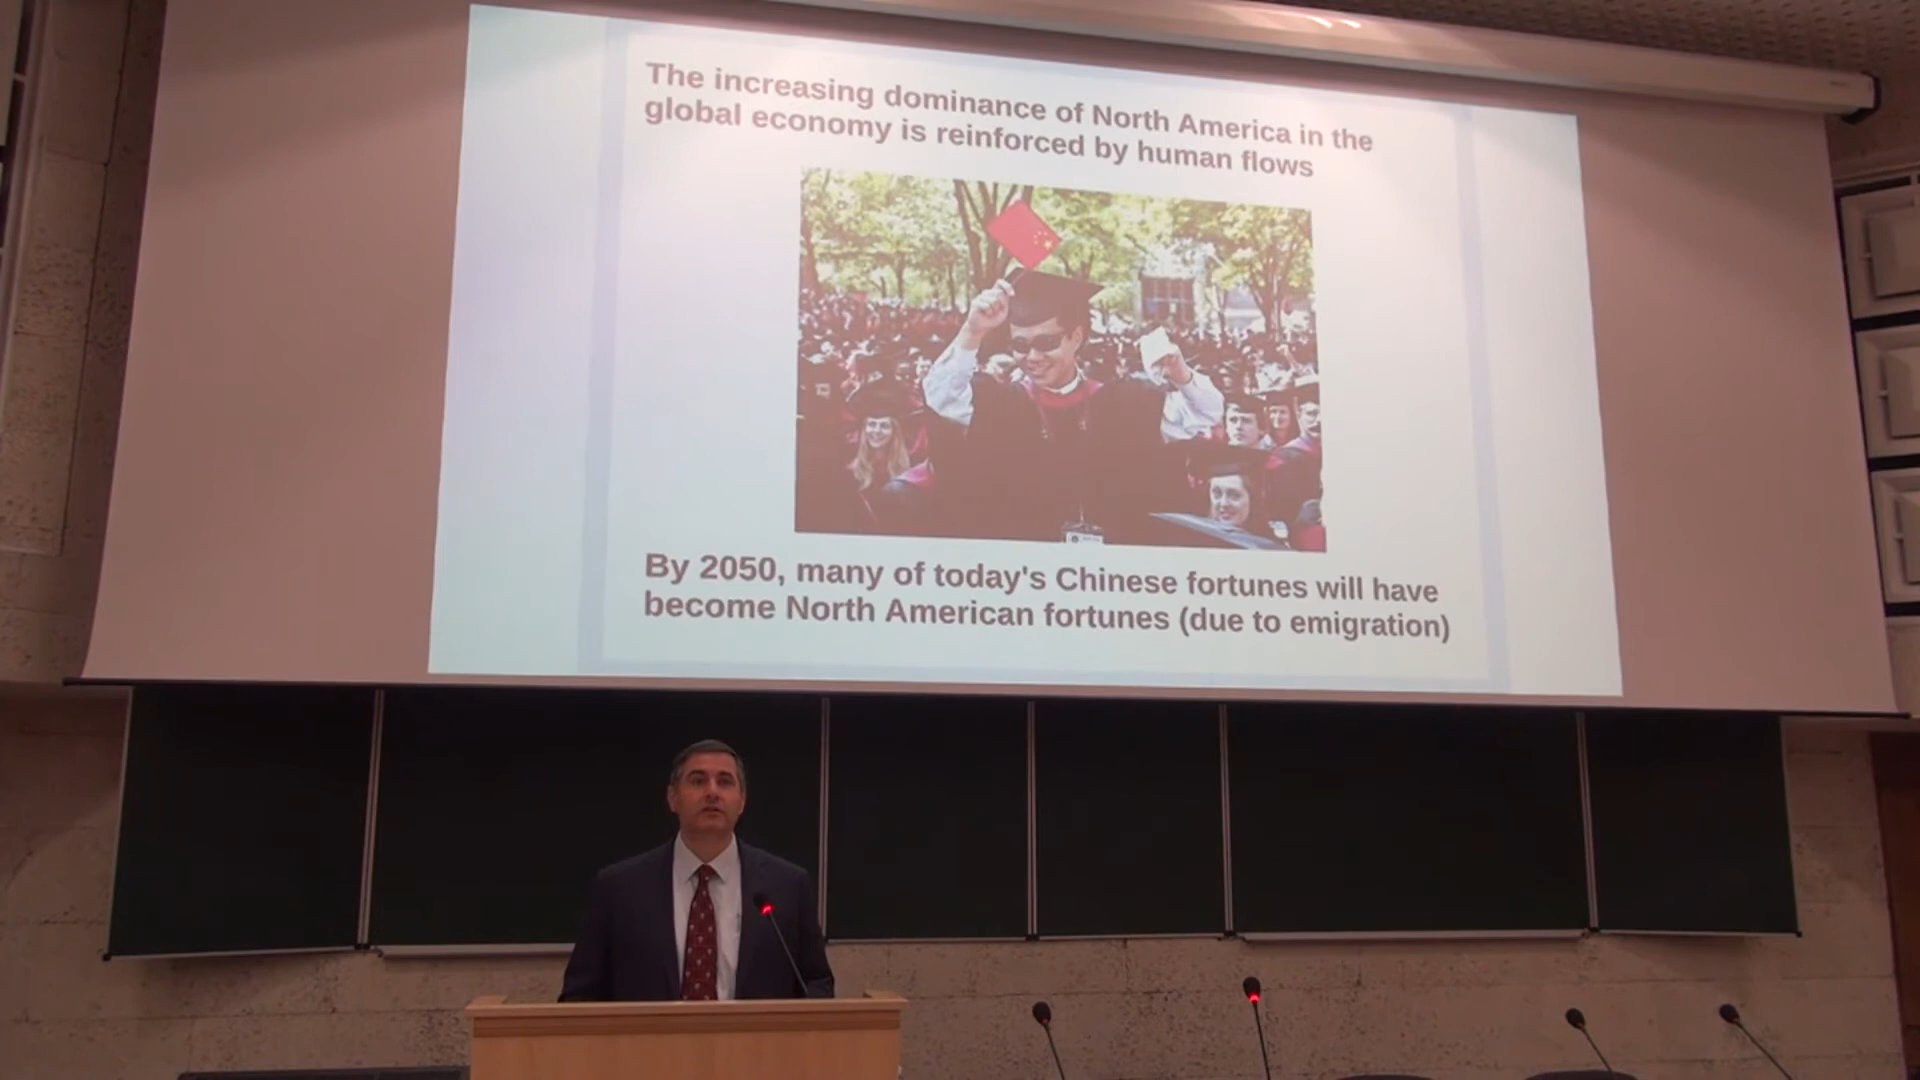 The increasing dominance of North America in the
global economy is reinforced by human flows
By 2050, many of today's Chinese fortunes will have
become North American fortunes (due to emigration)